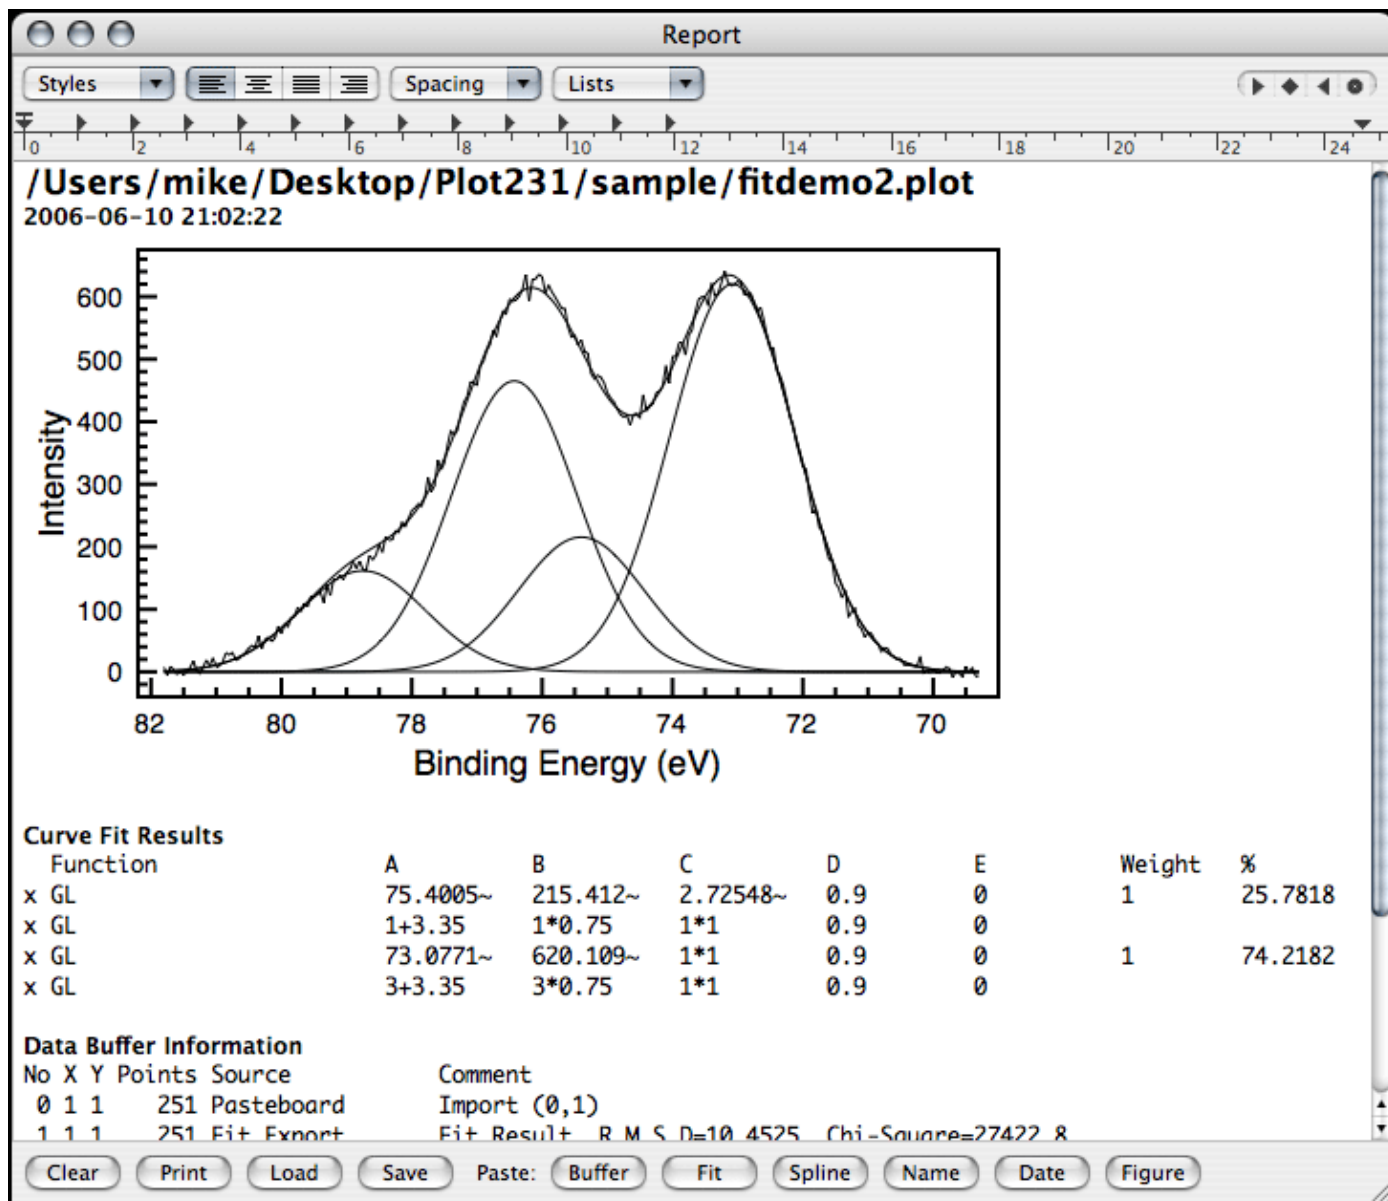 Report
Styles Spacing Lists
0 2 4 6 8 10 12 14 16 18 20 22 24
/Users/mike/Desktop/Plot231/sample/fitdemo2.plot
2006-06-10 21:02:22
600
500
400
300
200
100
0
Intensity
82 80 78 76 74 72 70
Binding Energy (eV)
Curve Fit Results
Function A B C D E Weight %
x GL 75.4005~ 215.412~ 2.72548~ 0.9 0 1 25.7818
x GL 1+3.35 1*0.75 1*1 0.9 0
x GL 73.0771~ 620.109~ 1*1 0.9 0 1 74.2182
x GL 3+3.35 3*0.75 1*1 0.9 0
Data Buffer Information
No X Y Points Source Comment
0 1 1 251 Pasteboard Import (0,1)
1 1 1 251 Fit Export Fit Result R.M.S.D=10.4525 Chi-Square=27422.8
Clear Print Load Save Paste: Buffer Fit Spline Name Date Figure